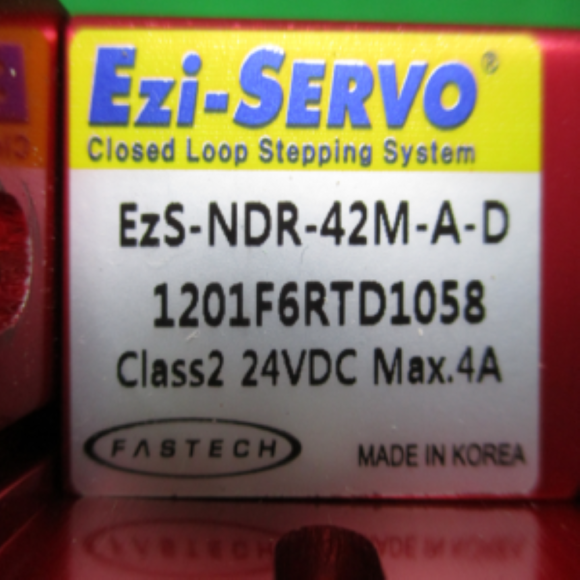 Ezi-SERVO®
Closed Loop Stepping System
EzS-NDR-42M-A-D
1201F6RTD1058
Class2 24VDC Max.4A
FASTECH
MADE IN KOREA